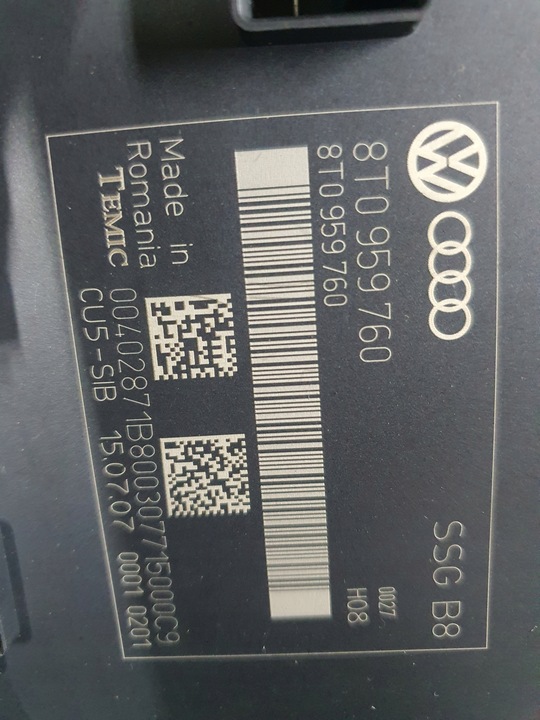 SSG B8
8T0 959 760
0027
8T0 959 760
H08
Made in
Romania
TEMIC
00402871B800307715000C9
CU5-SIB 15.07.07 0001 0201